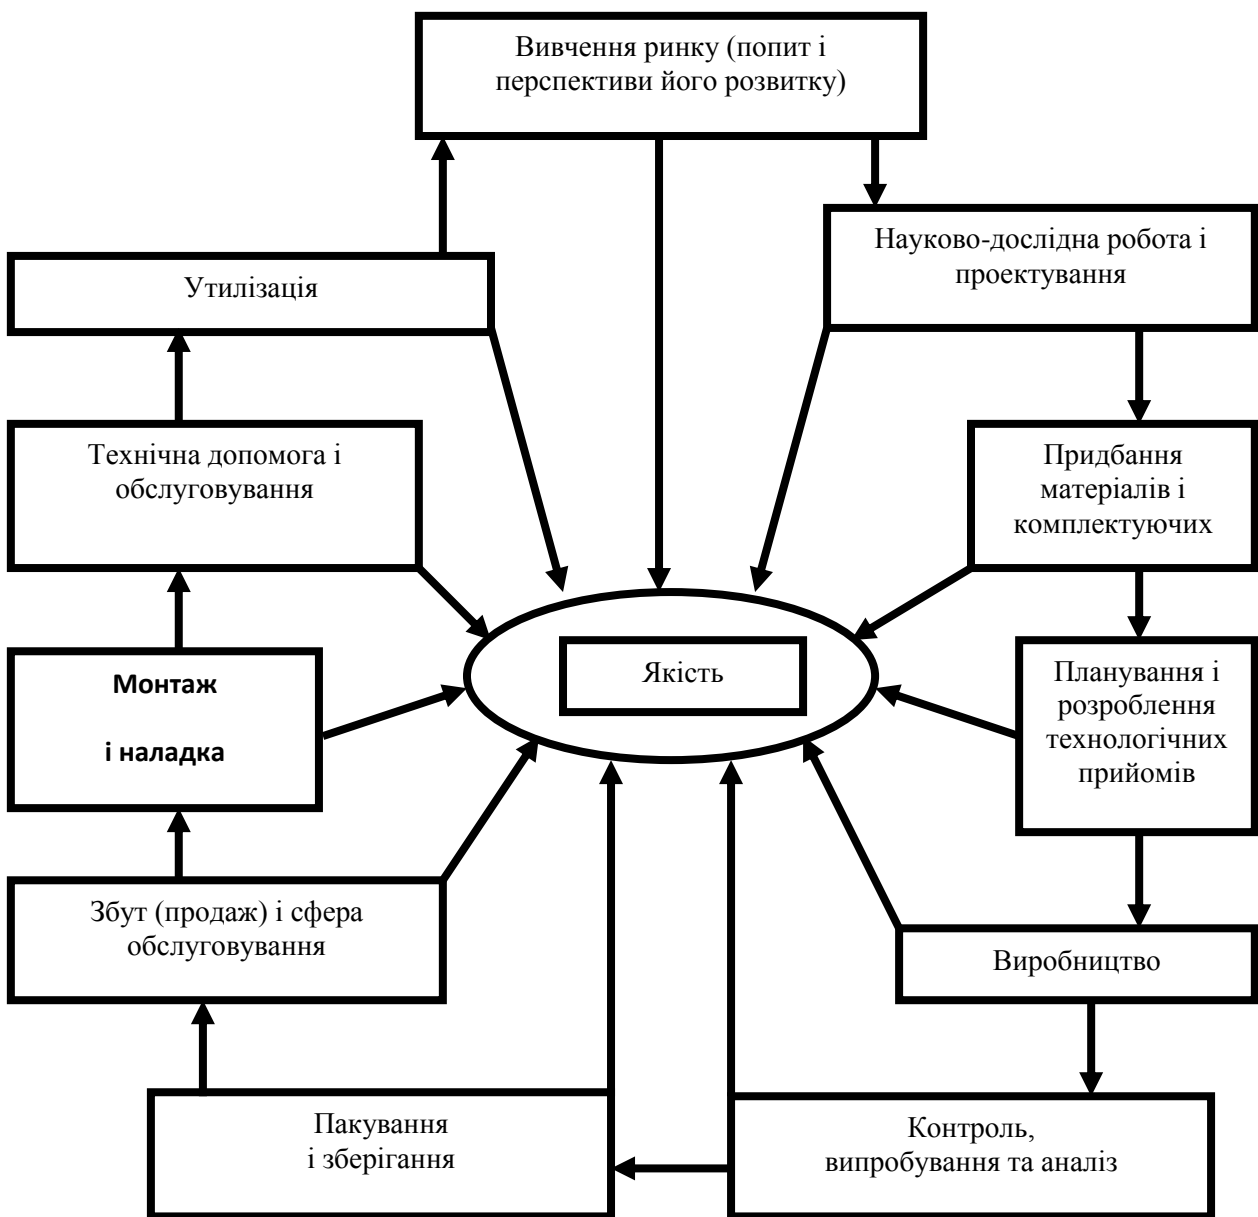 Вивчення ринку (попит і
перспективи його розвитку)
Науково-дослідна робота і
проектування
Утилізація
Технічна допомога і
обслуговування
Придбання
матеріалів і
комплектуючих
Монтаж
і наладка
Якість
Планування і
розроблення
технологічних
прийомів
Збут (продаж) і сфера
обслуговування
Виробництво
Пакування
і зберігання
Контроль,
випробування та аналіз